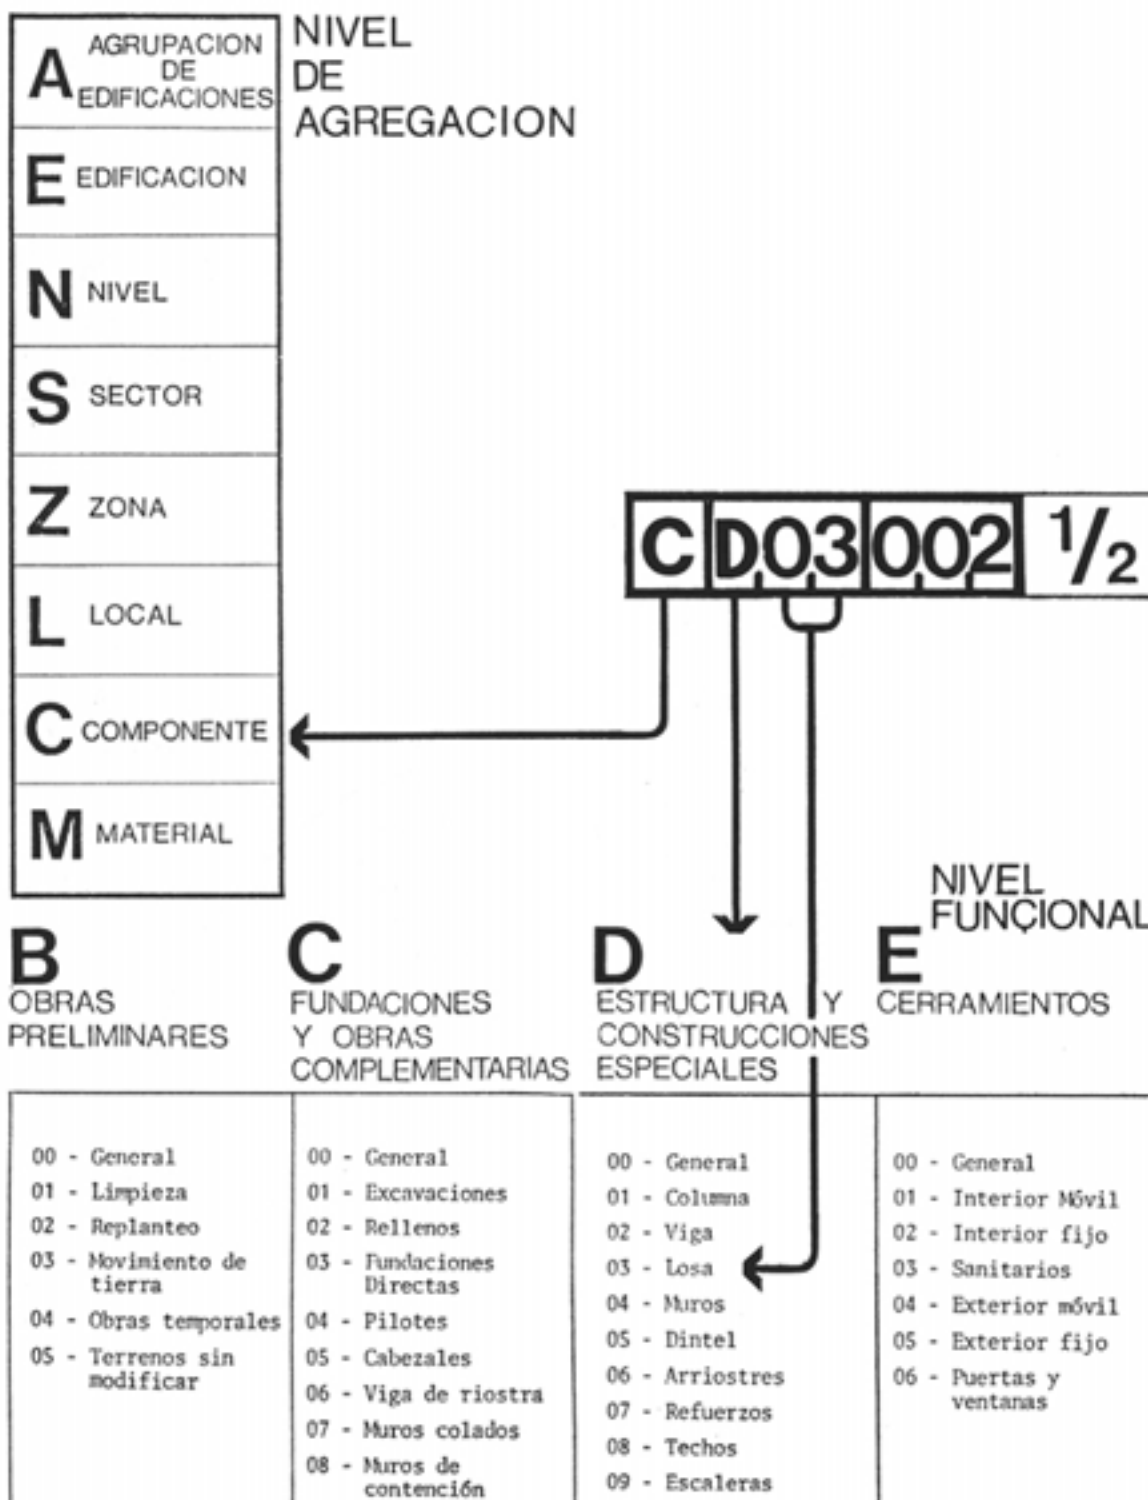 NIVEL
DE
AGREGACION
A AGRUPACION
DE
EDIFICACIONES
E EDIFICACION
N NIVEL
S SECTOR
Z ZONA
L LOCAL
C COMPONENTE
M MATERIAL
C D 03 002 1/2
NIVEL
FUNCIONAL
B
OBRAS
PRELIMINARES
00 - General
01 - Limpieza
02 - Replanteo
03 - Movimiento de
tierra
04 - Obras temporales
05 - Terrenos sin
modificar
C
FUNDACIONES
Y OBRAS
COMPLEMENTARIAS
00 - General
01 - Excavaciones
02 - Rellenos
03 - Fundaciones
Directas
04 - Pilotes
05 - Cabezales
06 - Viga de riostra
07 - Muros colados
08 - Muros de
contención
D
ESTRUCTURA Y
CONSTRUCCIONES
ESPECIALES
00 - General
01 - Columna
02 - Viga
03 - Losa
04 - Muros
05 - Dintel
06 - Arriostres
07 - Refuerzos
08 - Techos
09 - Escaleras
E
CERRAMIENTOS
00 - General
01 - Interior Móvil
02 - Interior fijo
03 - Sanitarios
04 - Exterior móvil
05 - Exterior fijo
06 - Puertas y
ventanas